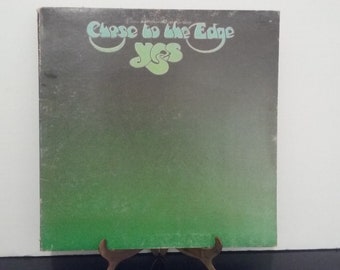 Close to the Edge
Yes